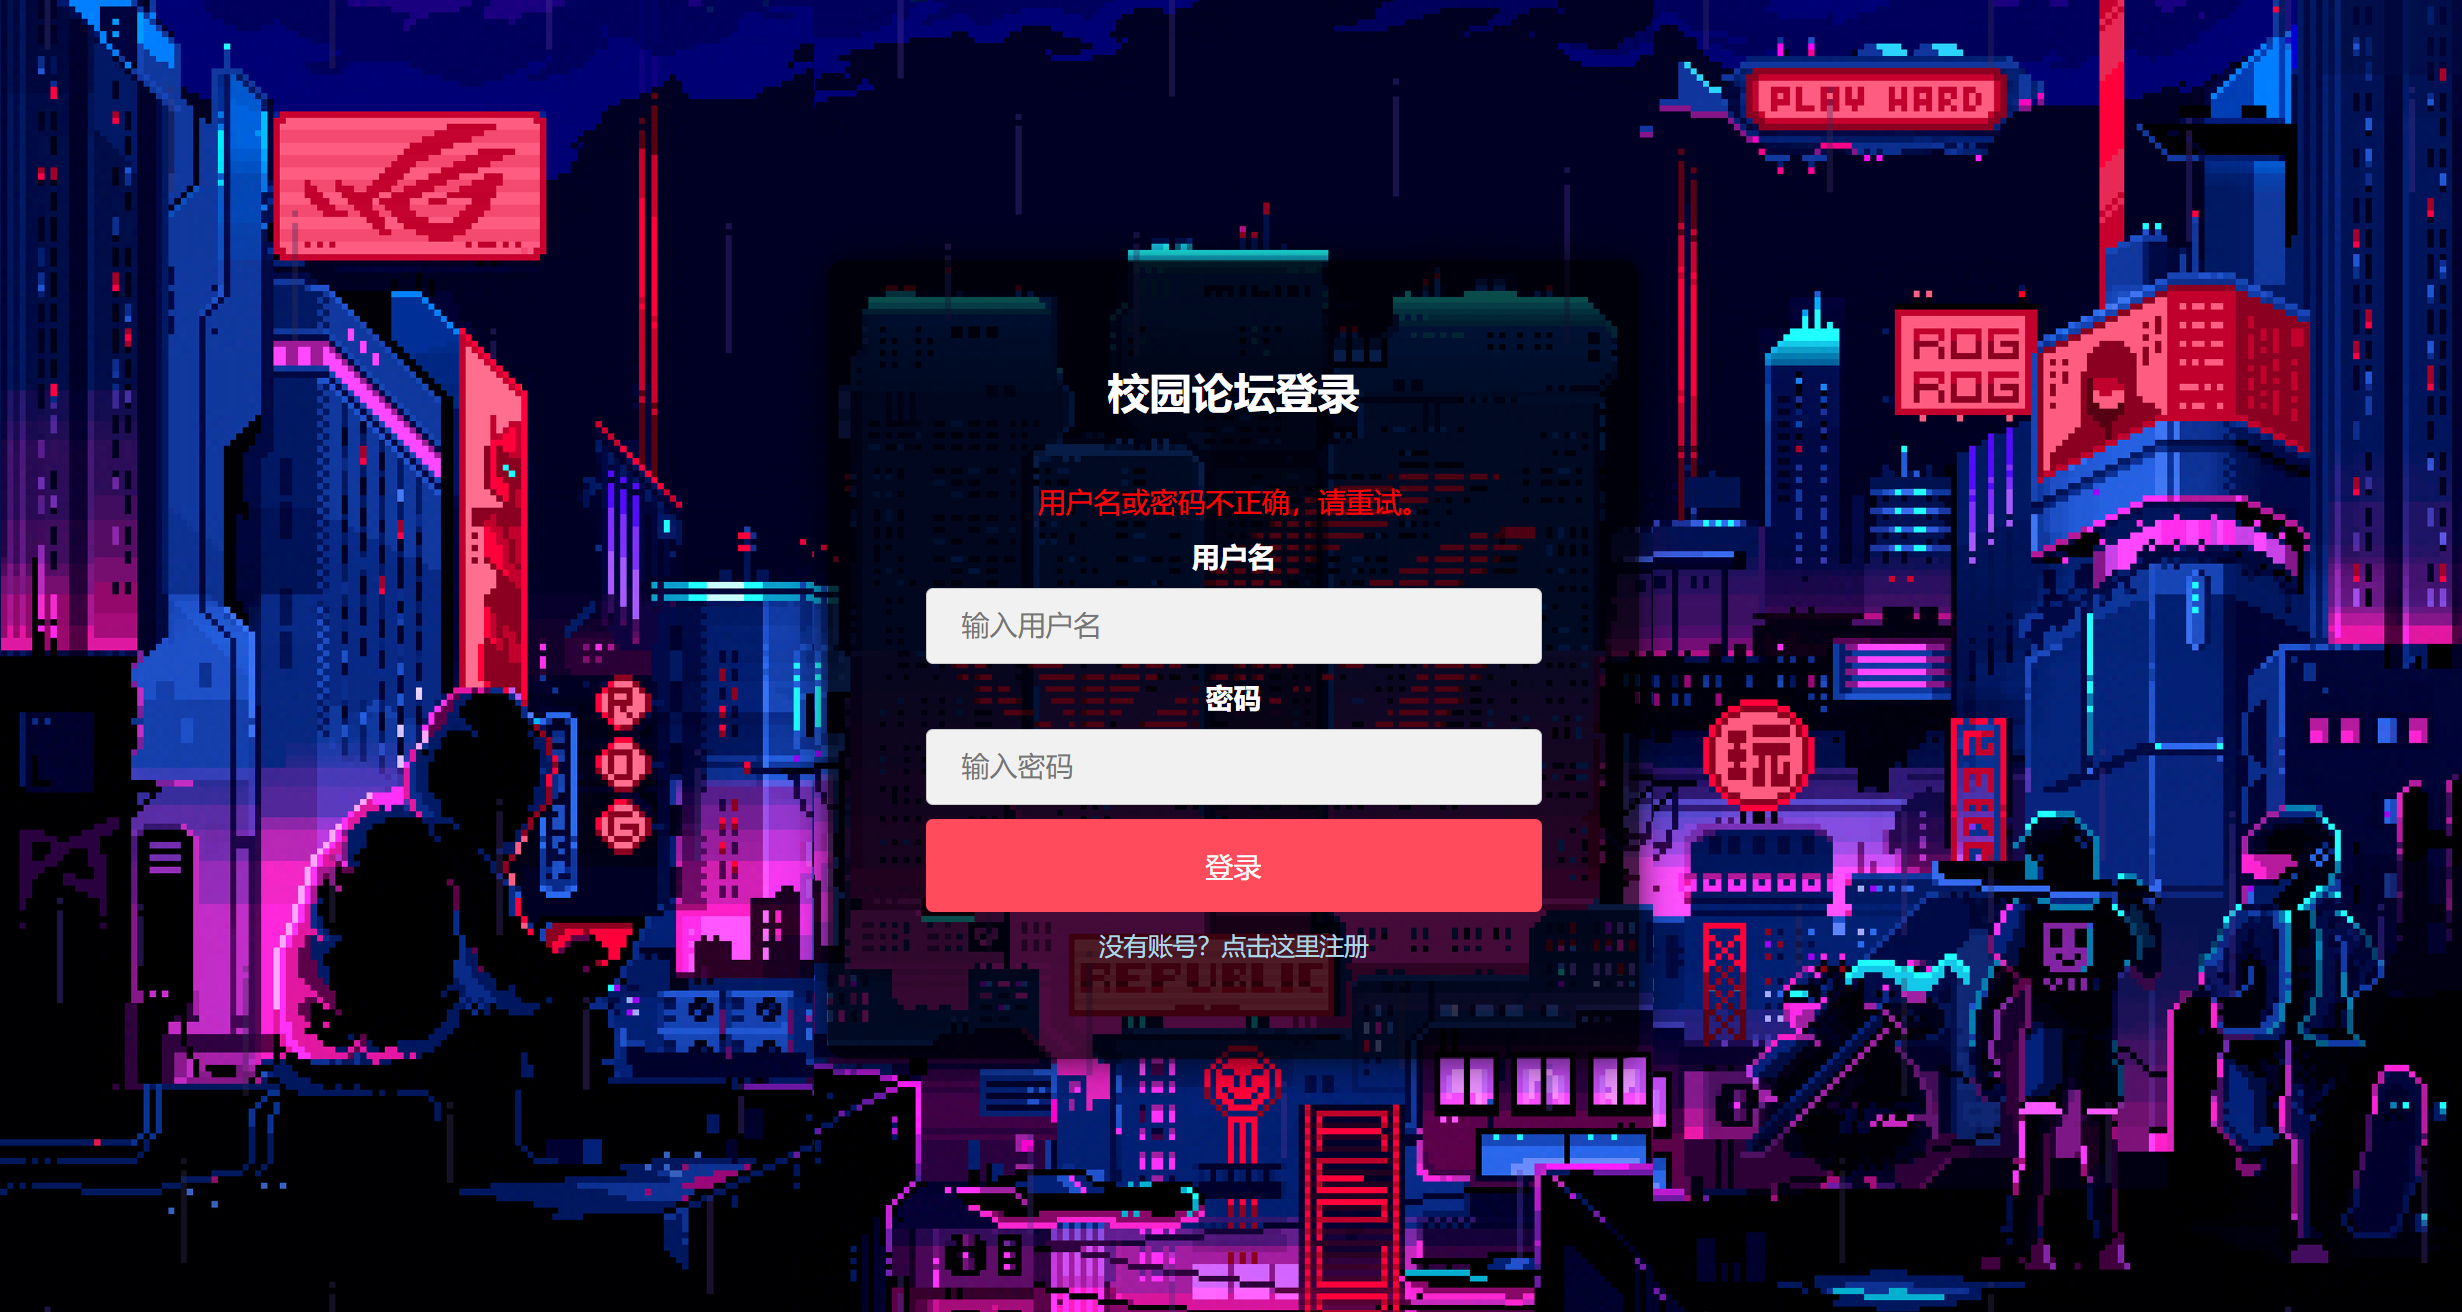 PLAY HARD
ROG
ROG
校园论坛登录
用户名或密码不正确，请重试。
用户名
输入用户名
密码
R
O
G
输入密码
玩
登录
没有账号？点击这里注册
REPUBLIC